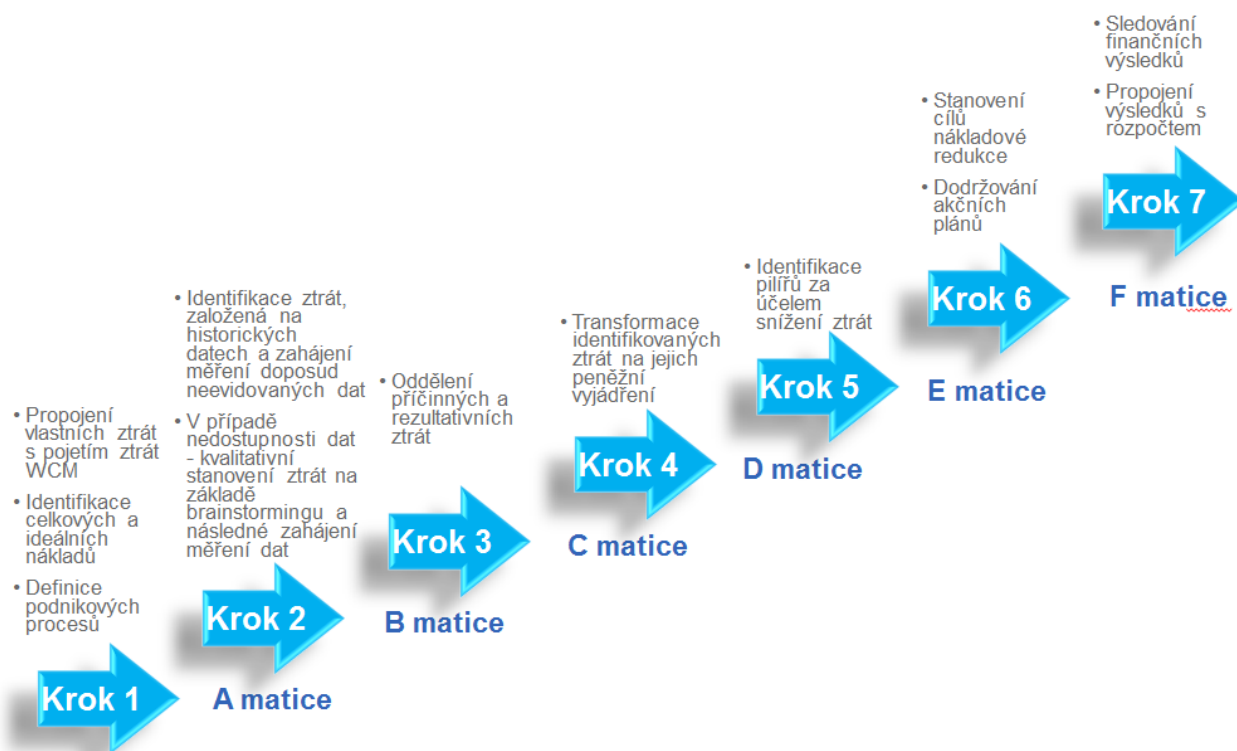 • Propojení
vlastních ztrát
s pojetím ztrát
WCM
• Identifikace
celkových a
ideálních
nákladů
• Definice
podnikových
procesů
Krok 1
• Identifikace ztrát,
založená na
historických
datech a zahájení
měření doposud
neevidovaných dat
• V případě
nedostupnosti dat
- kvalitativní
stanovení ztrát na
základě
brainstormingu a
následné zahájení
měření dat
Krok 2
A matice
• Oddělení
příčinných a
rezultativních
ztrát
Krok 3
B matice
• Transformace
identifikovaných
ztrát na jejich
peněžní
vyjádření
Krok 4
C matice
• Identifikace
pilířů za
účelem
snížení ztrát
Krok 5
D matice
• Stanovení
cílů
nákladové
redukce
• Dodržování
akčních
plánů
Krok 6
E matice
• Sledování
finančních
výsledků
• Propojení
výsledků s
rozpočtem
Krok 7
F matice